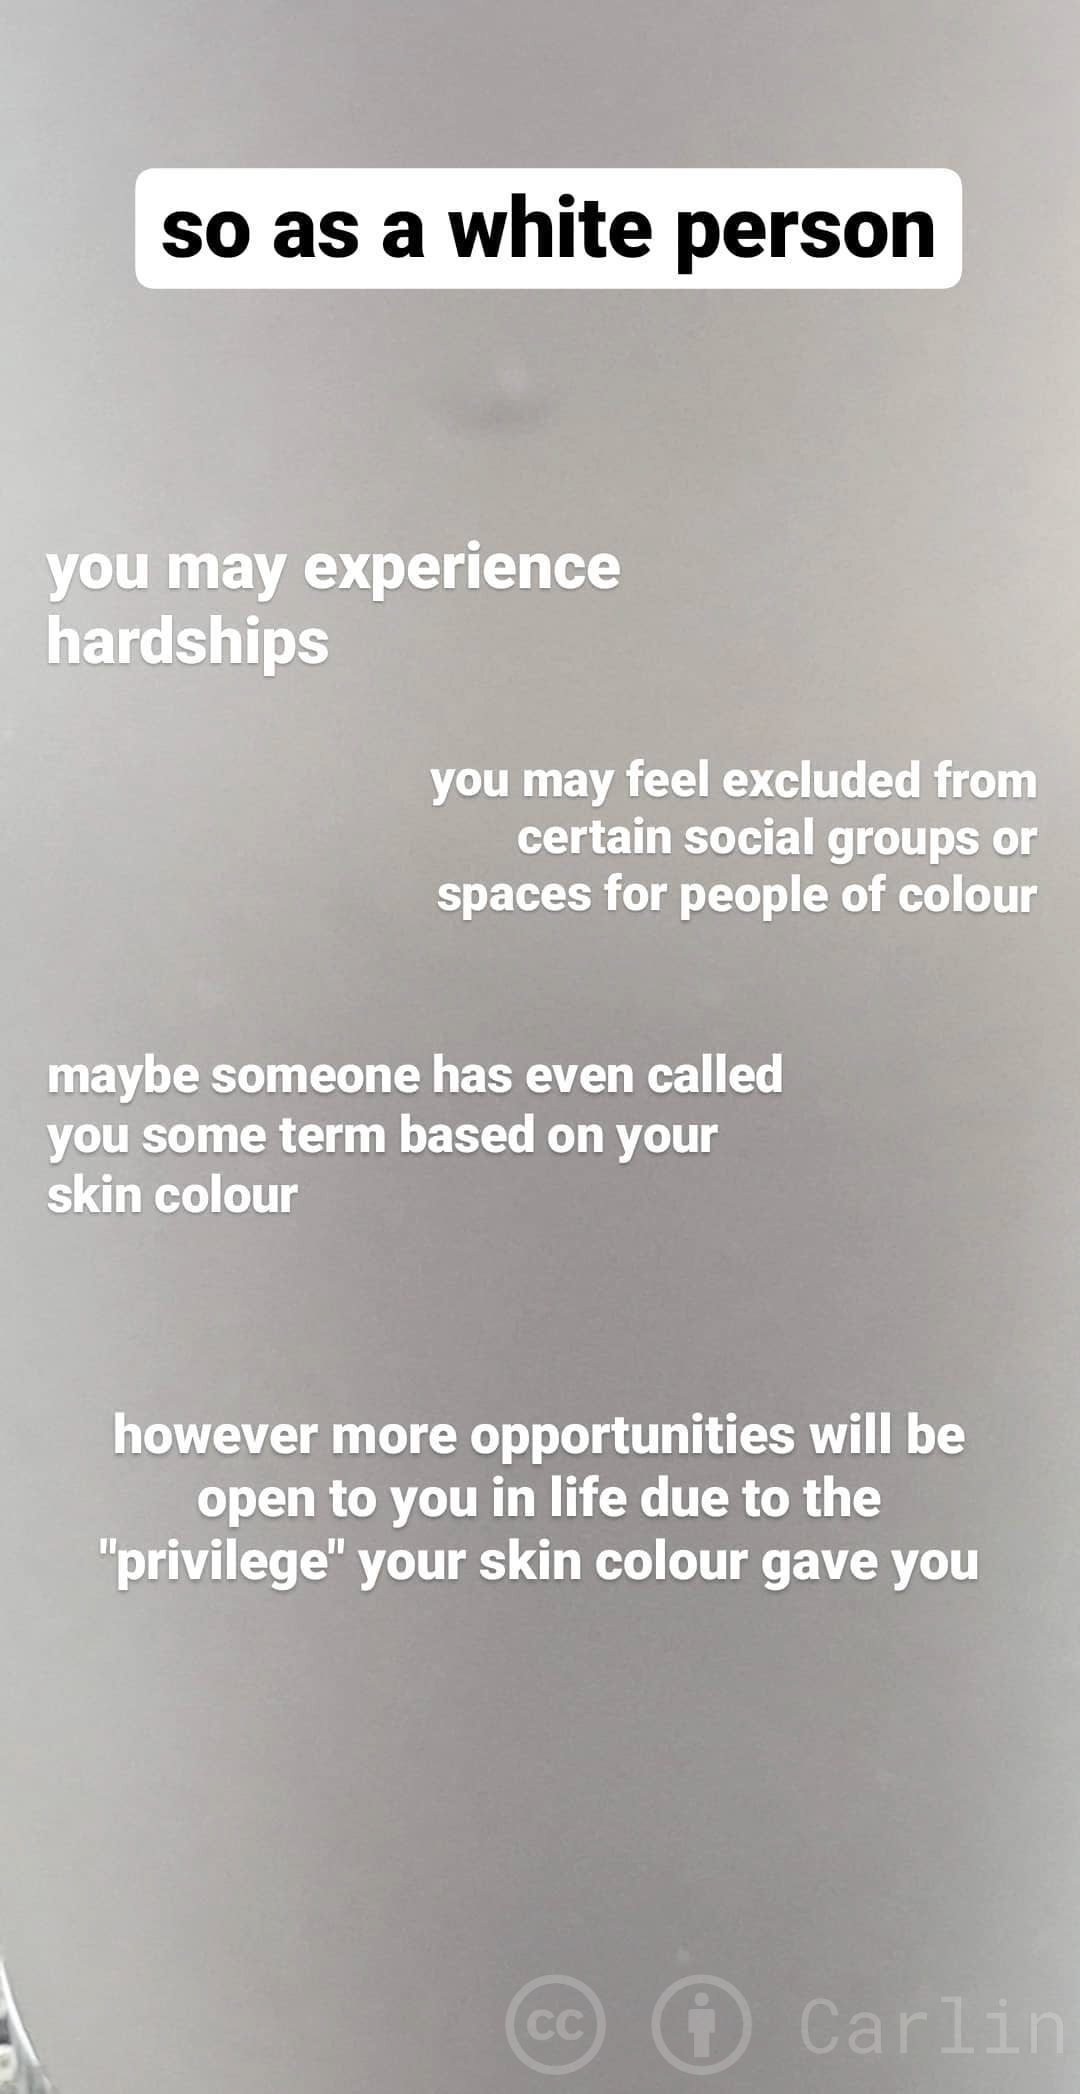 so as a white person
you may experience
hardships
you may feel excluded from
certain social groups or
spaces for people of colour
maybe someone has even called
you some term based on your
skin colour
however more opportunities will be
open to you in life due to the
"privilege" your skin colour gave you
cc Carlin